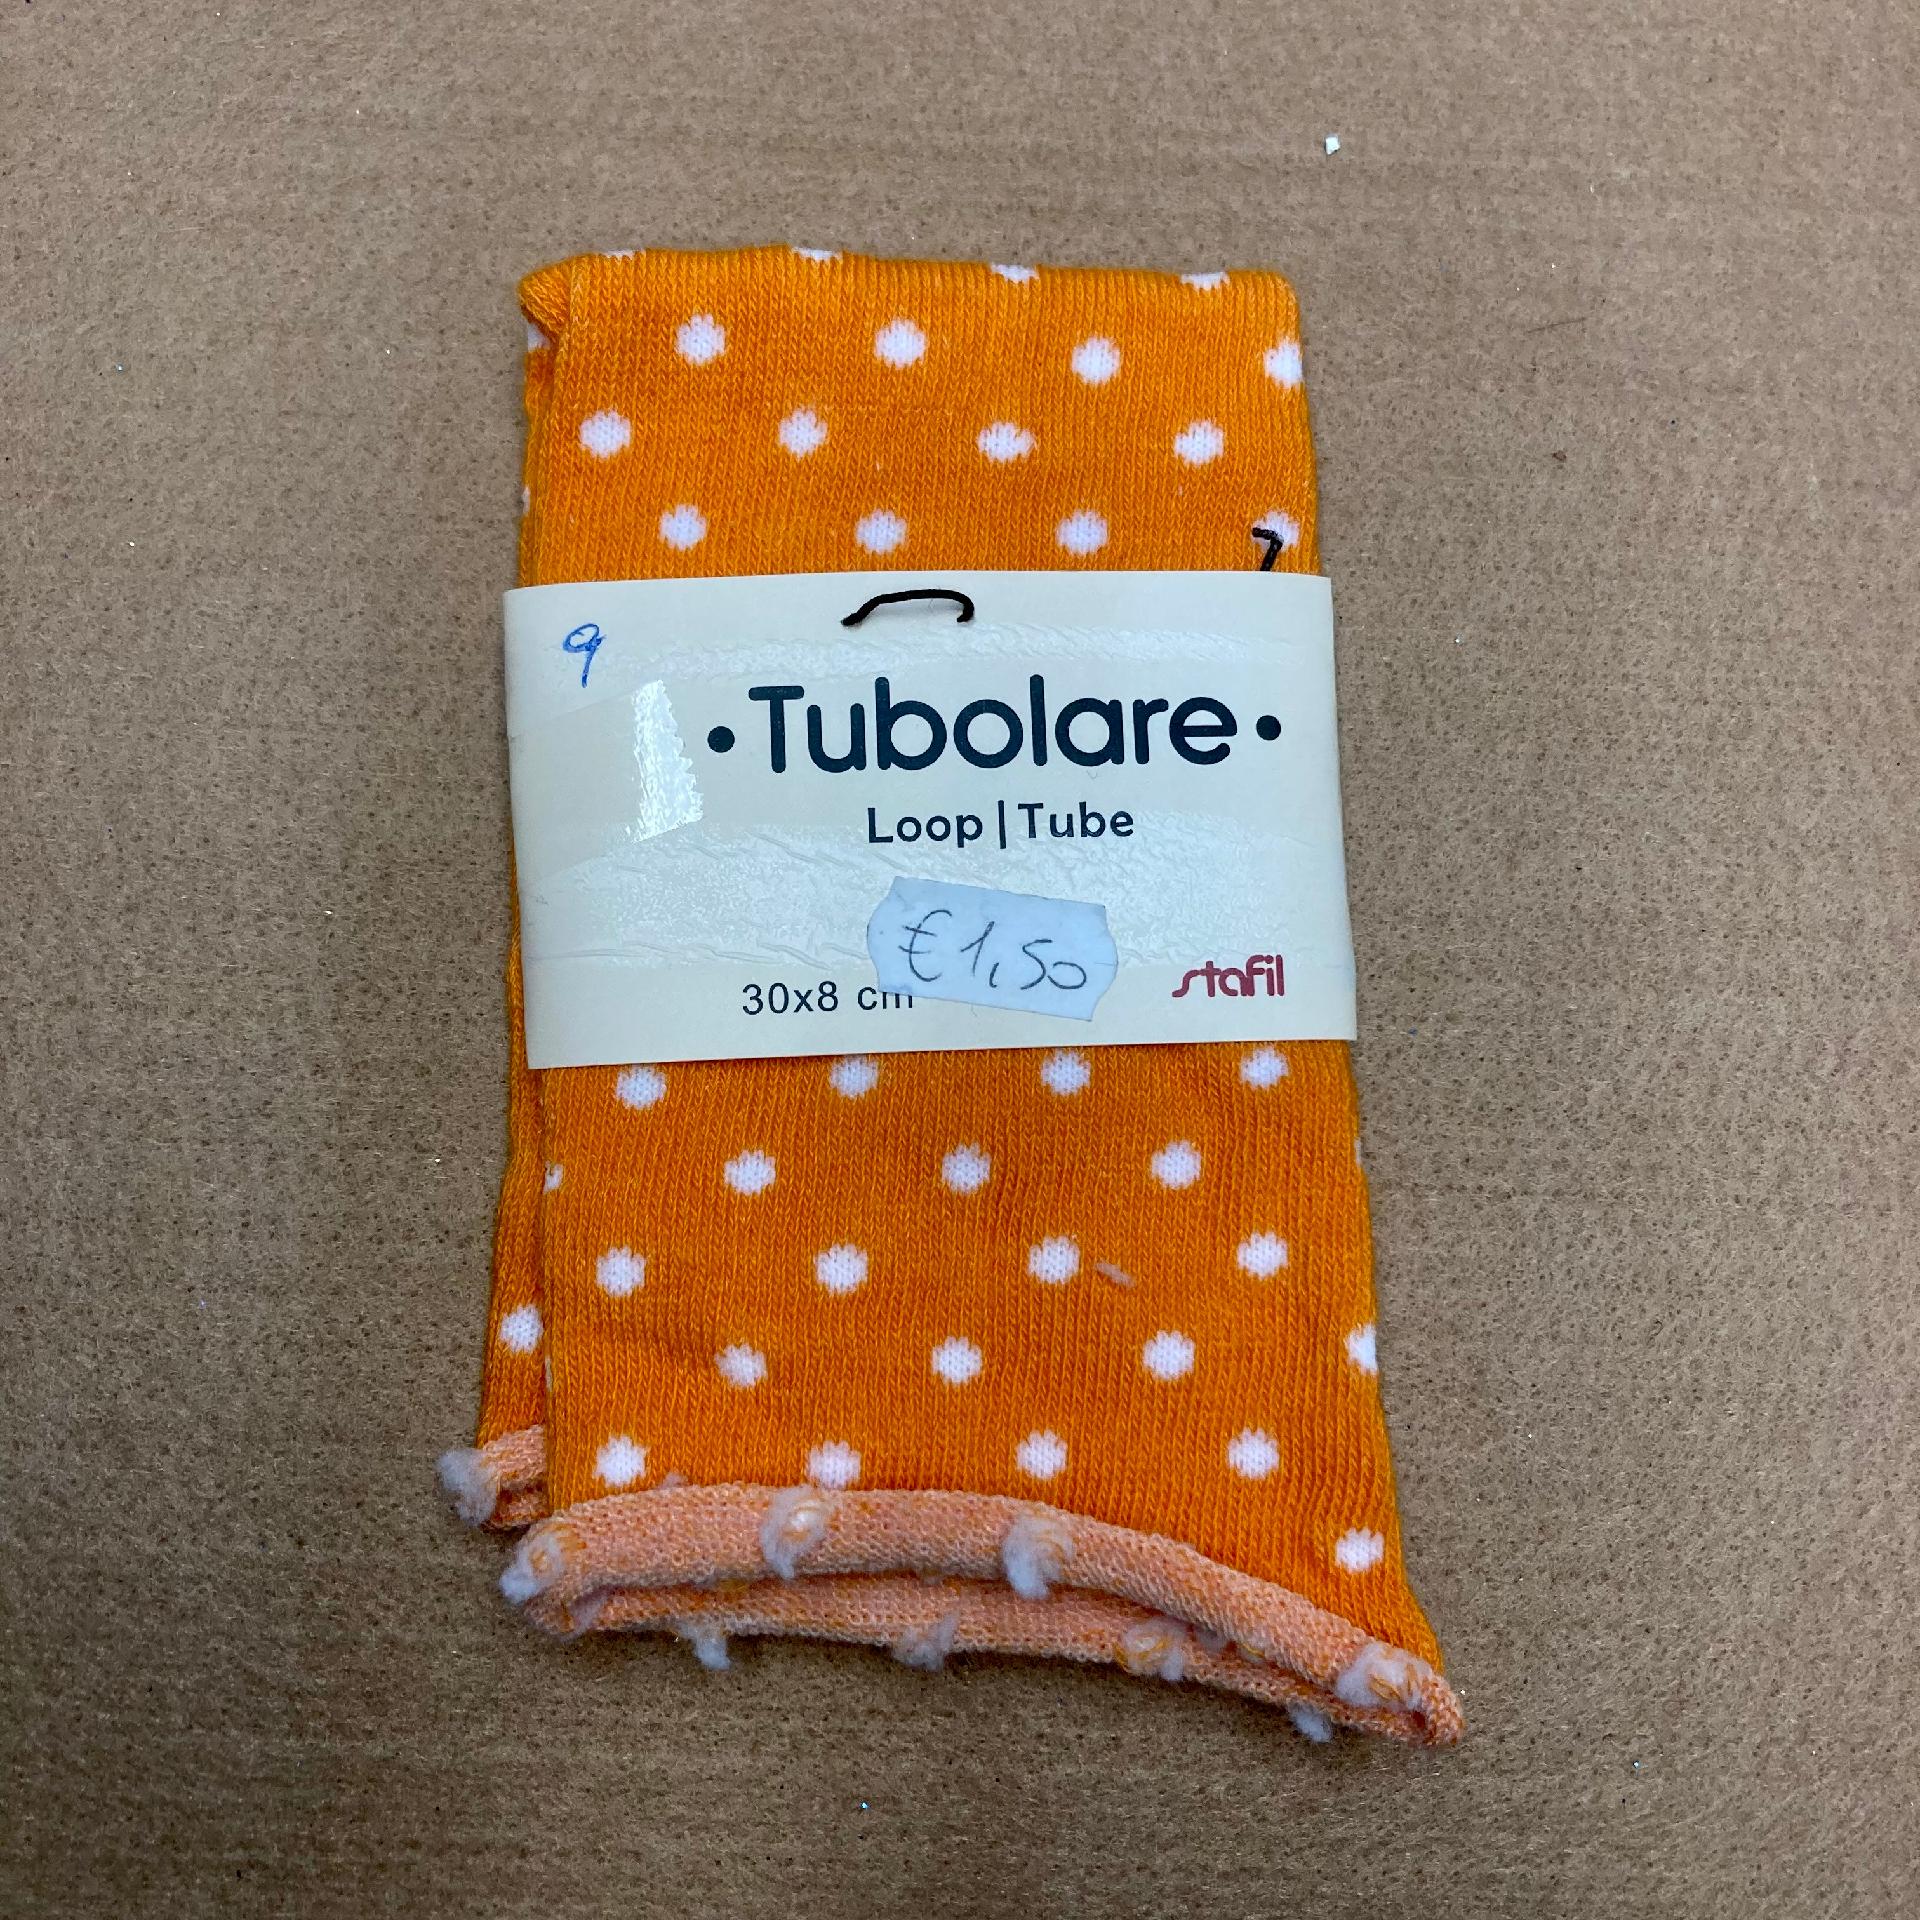 9
•Tubolare•
Loop|Tube
€1,50
30x8 cm
stafil